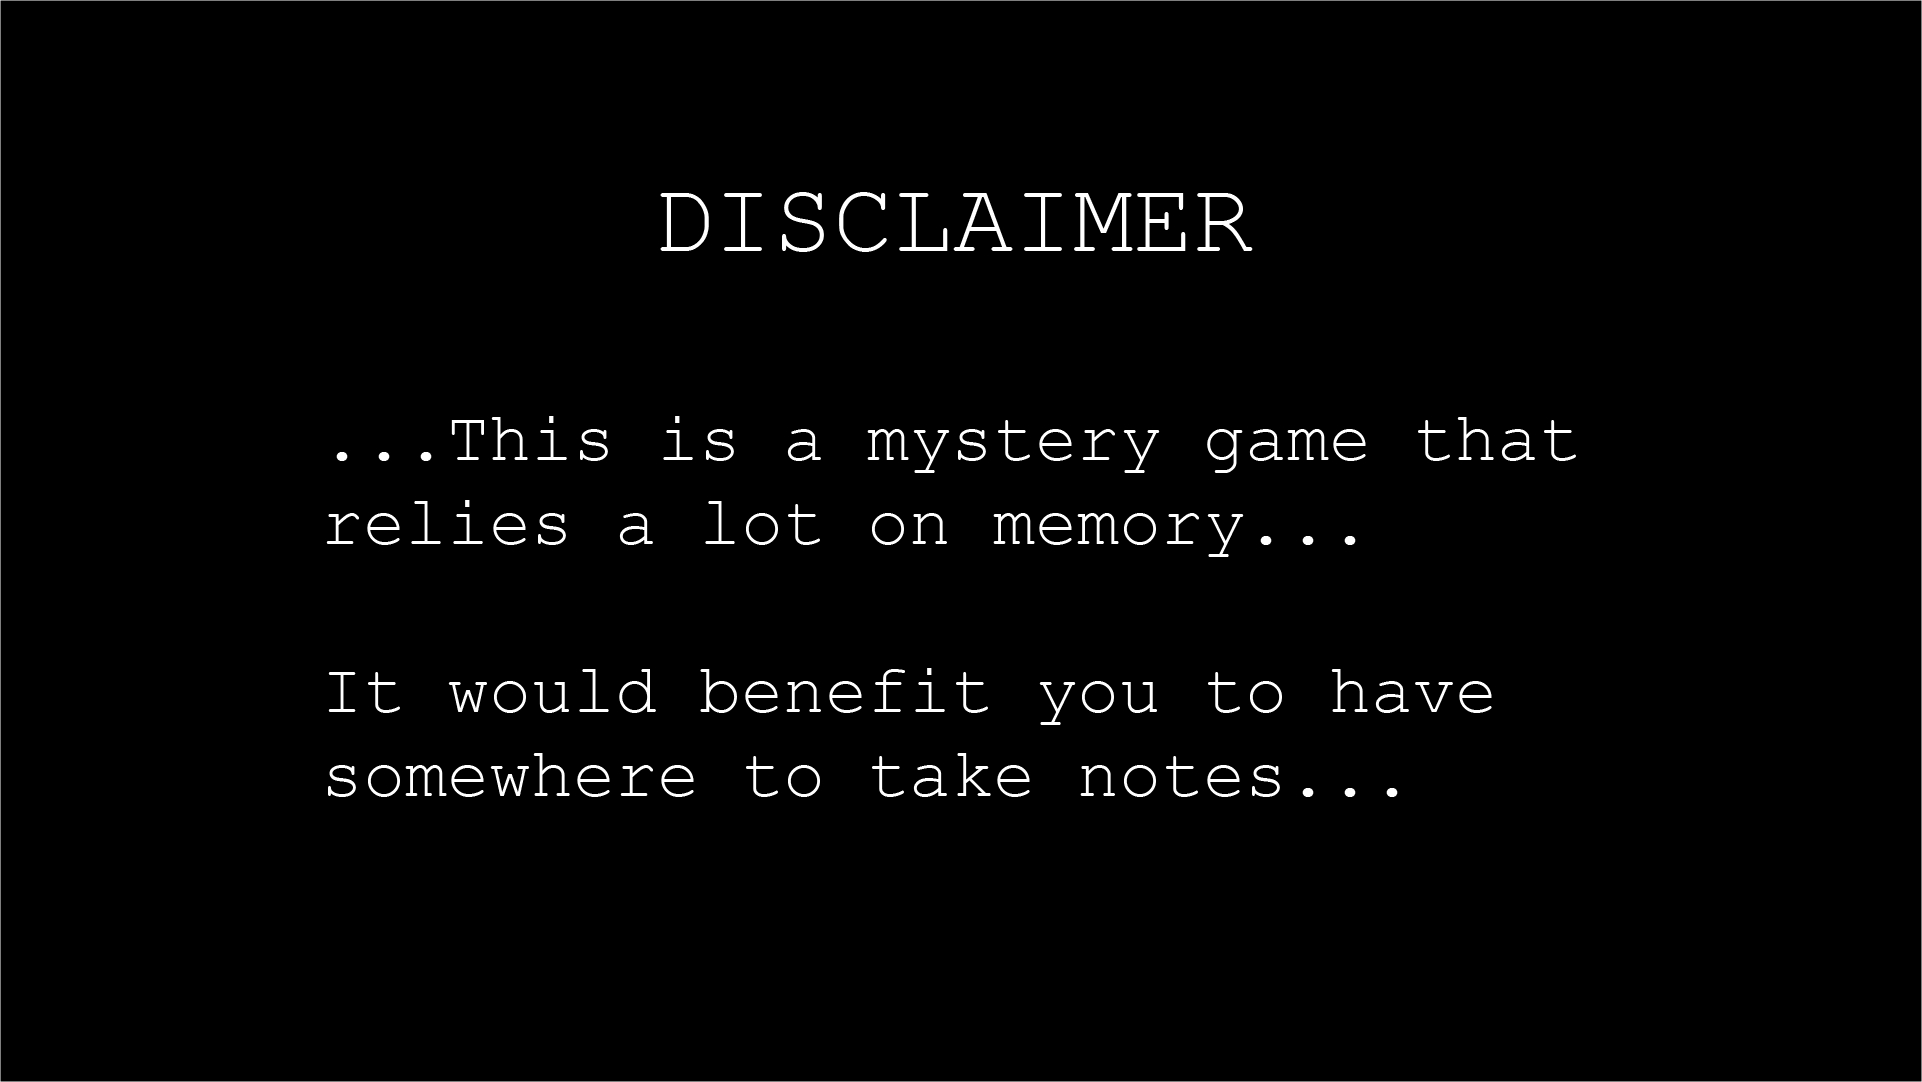 DISCLAIMER
...This is a mystery game that
relies a lot on memory...
It would benefit you to have
somewhere to take notes...